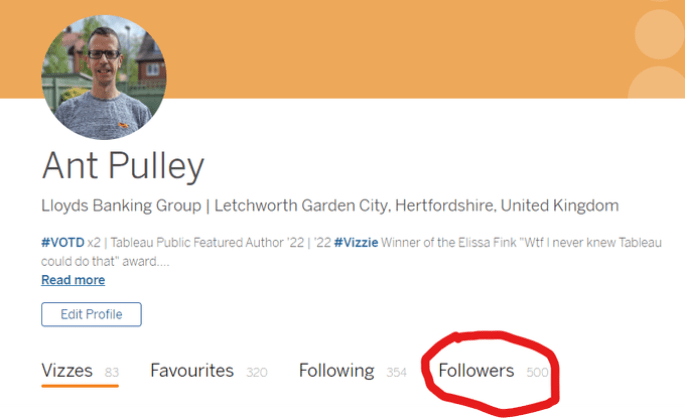 Ant Pulley
Lloyds Banking Group | Letchworth Garden City, Hertfordshire, United Kingdom
#VOTD x2 | Tableau Public Featured Author '22 | '22 #Vizzie Winner of the Elissa Fink "Wtf I never knew Tableau
could do that" award....
Read more
Edit Profile
Vizzes 83 Favourites 320 Following 354 Followers 500